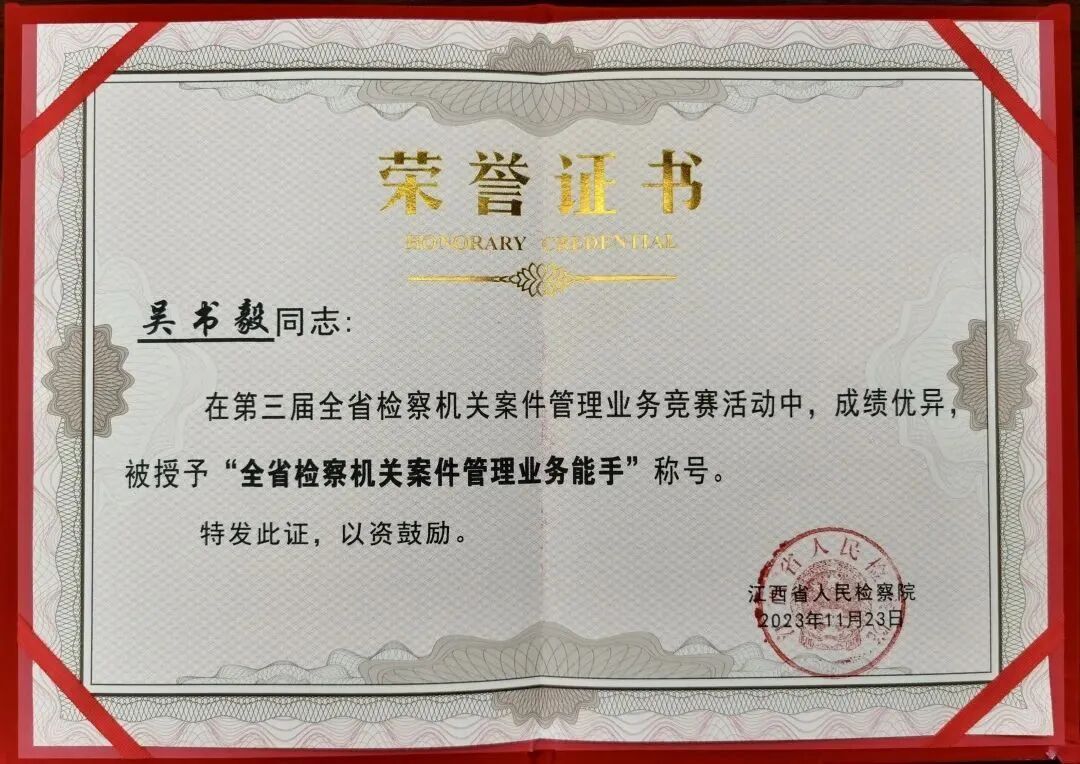 荣誉证书
HONORARY CREDENTIAL
吴书毅同志:
在第三届全省检察机关案件管理业务竞赛活动中，成绩优异，
被授予“全省检察机关案件管理业务能手”称号。
特发此证，以资鼓励。
省人民检
江西省人民检察院
2023年11月23日